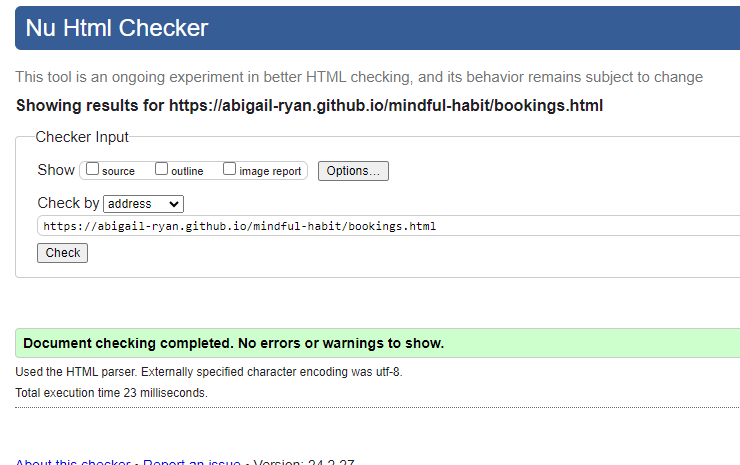 Nu Html Checker
This tool is an ongoing experiment in better HTML checking, and its behavior remains subject to change
Showing results for https://abigail-ryan.github.io/mindful-habit/bookings.html
Checker Input
Show source outline image report Options...
Check by address
https://abigail-ryan.github.io/mindful-habit/bookings.html
Check
Document checking completed. No errors or warnings to show.
Used the HTML parser. Externally specified character encoding was utf-8.
Total execution time 23 milliseconds.
About this checker • Report an issue • Version: 24.2.27